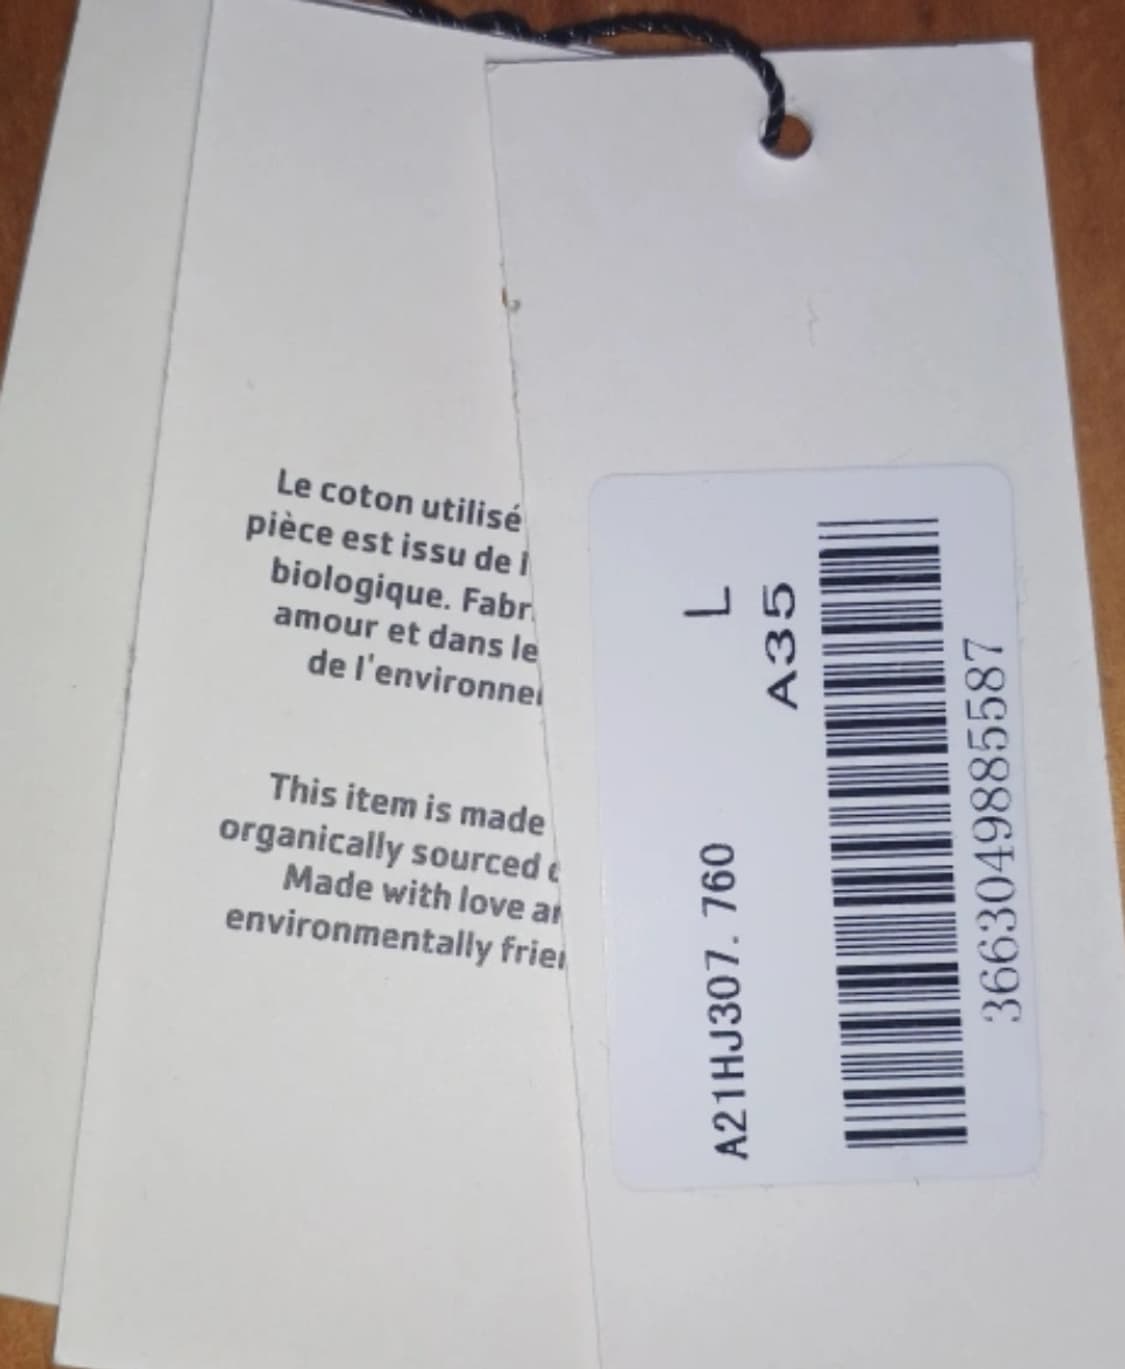 Le coton utilisé
pièce est issu de l
biologique. Fabr
amour et dans le
de l'environne
This item is made
organically sourced
Made with love a
environmentally frie
L
A35
A21HJ307. 760
3663049885587